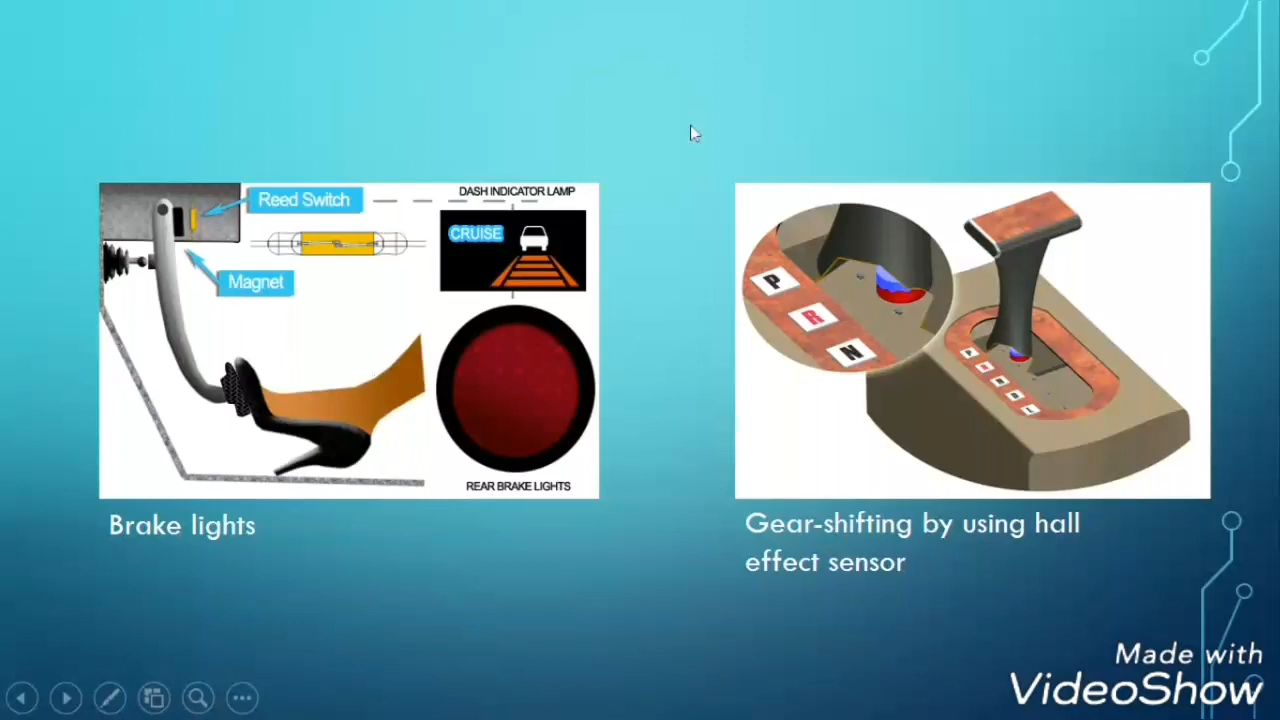 Reed Switch
Magnet
DASH INDICATOR LAMP
CRUISE
REAR BRAKE LIGHTS
Brake lights
P
R
N
Gear-shifting by using hall
effect sensor
Made with
VideoShow